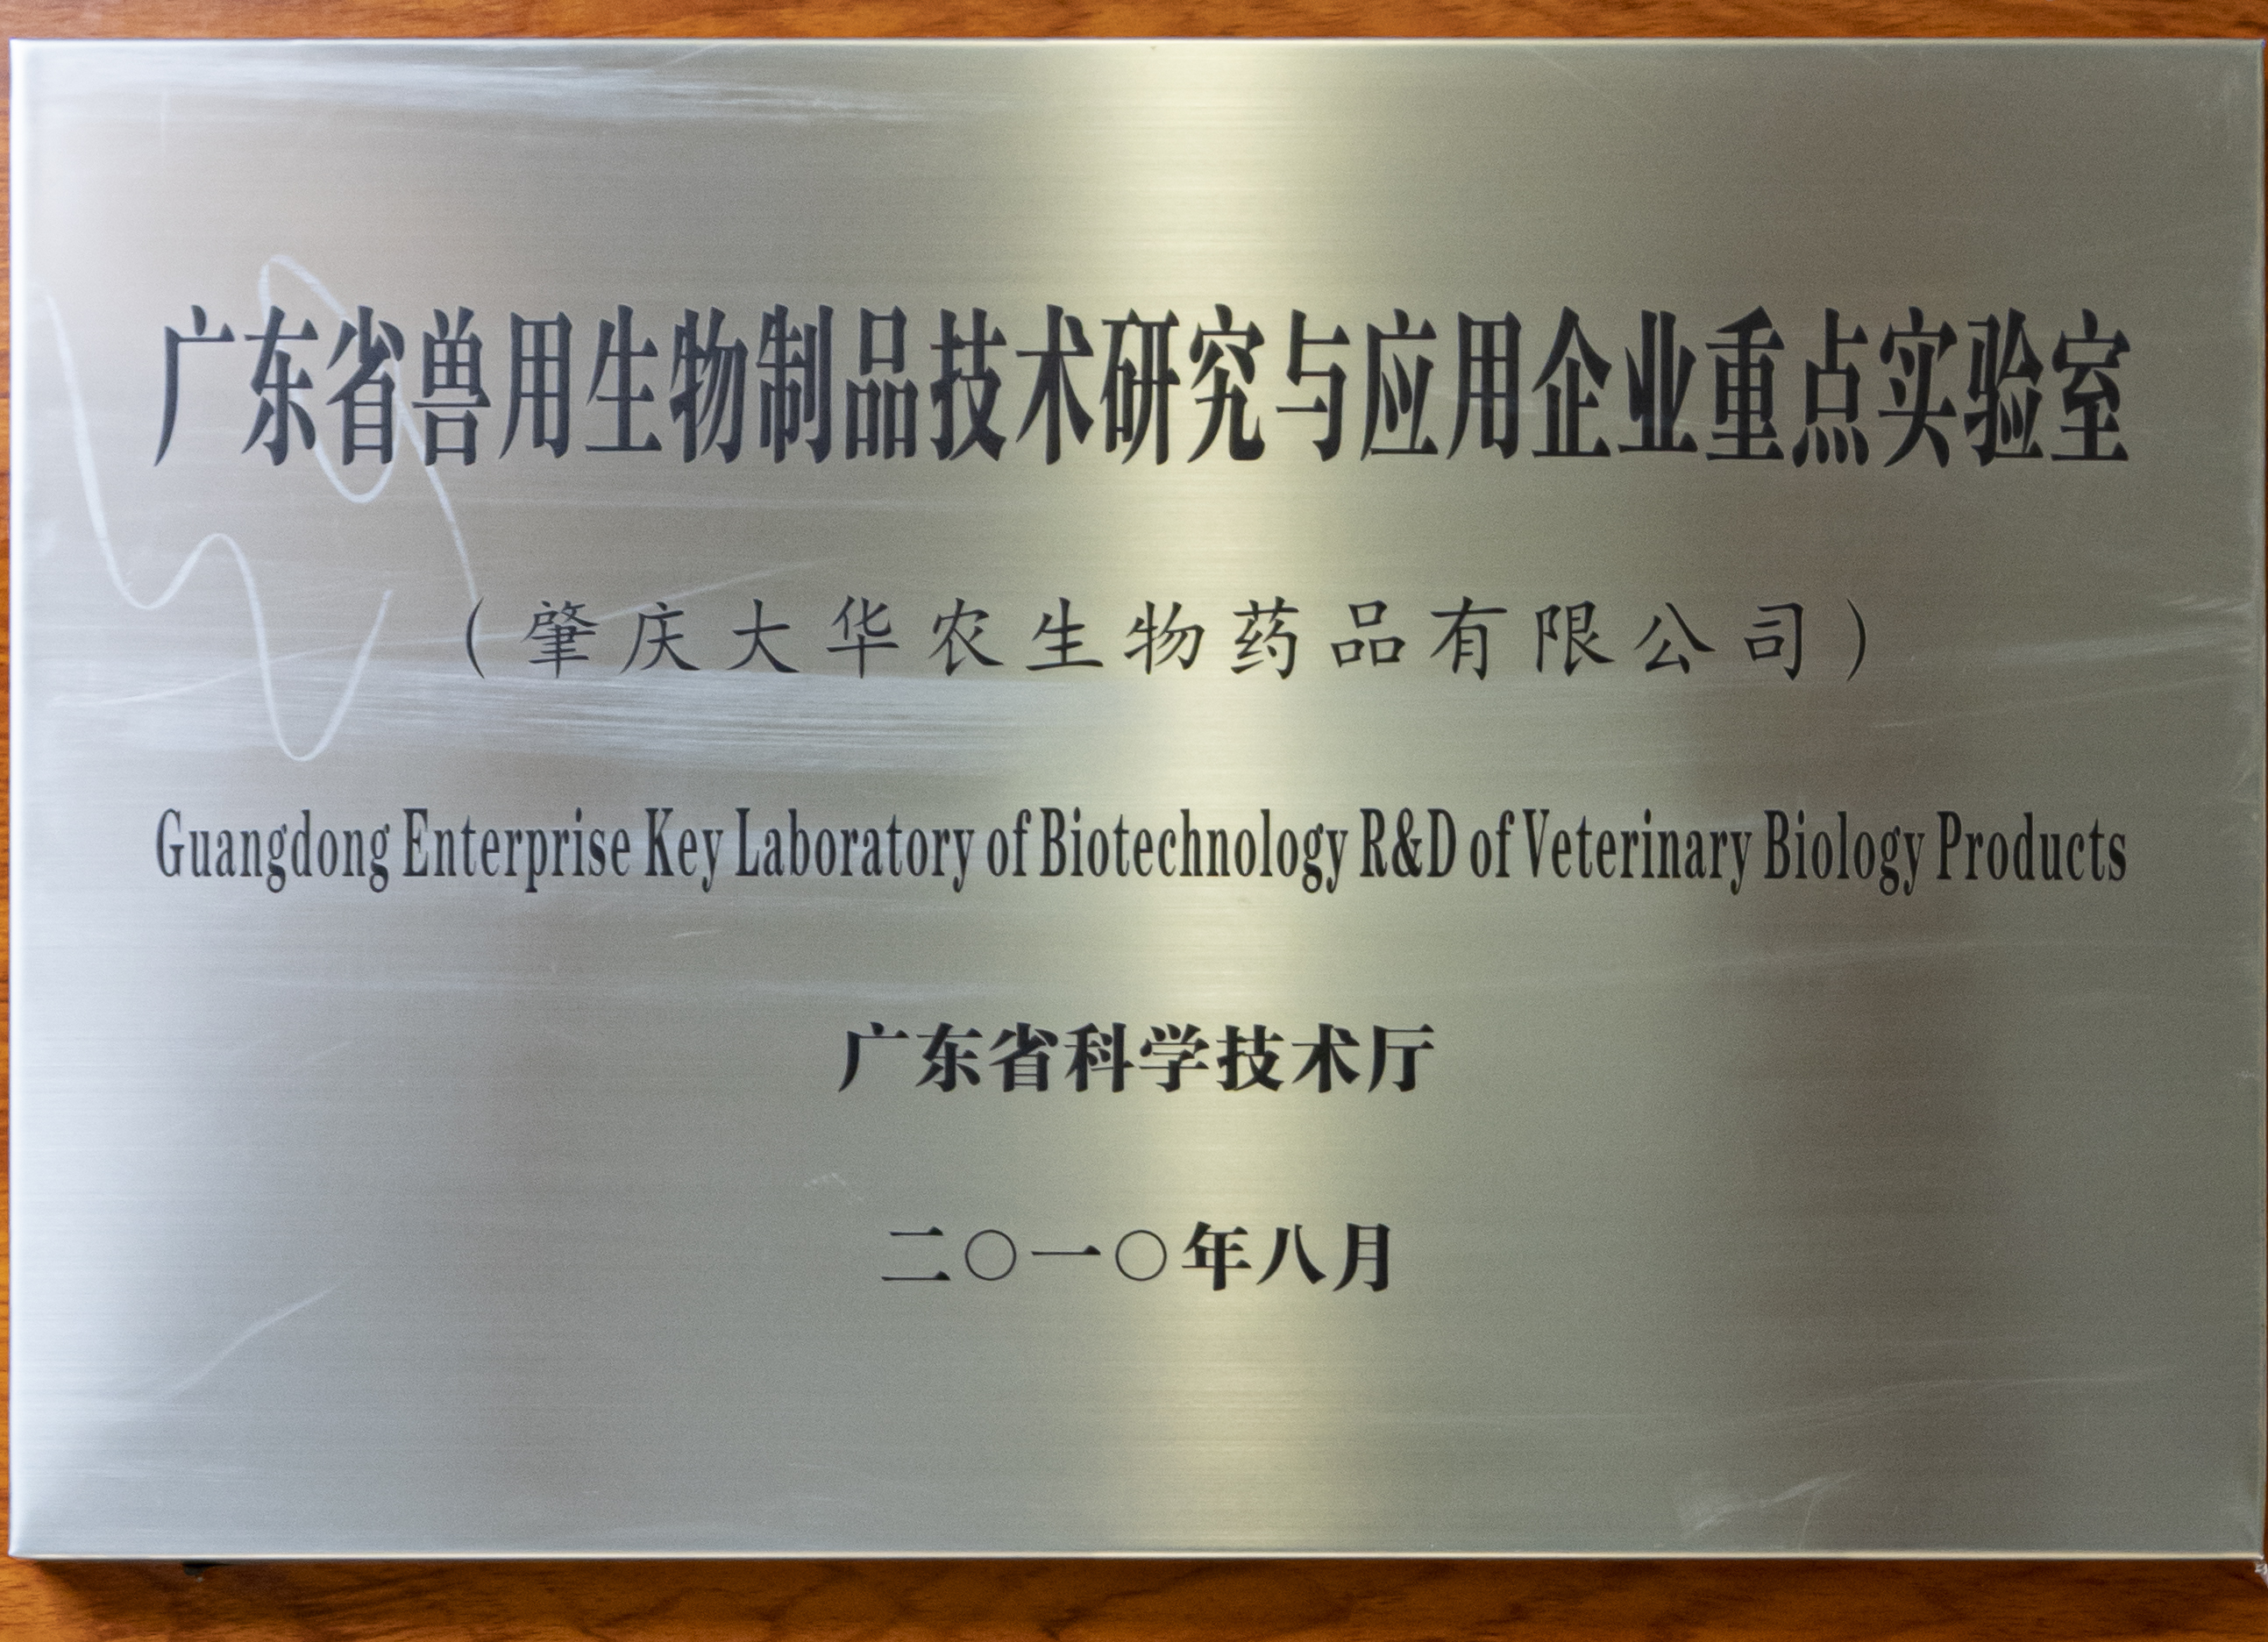 广东省兽用生物制品技术研究与应用企业重点实验室
（肇庆大华农生物药品有限公司）
Guangdong Enterprise Key Laboratory of Biotechnology R&D of Veterinary Biology Products
广东省科学技术厅
二〇一〇年八月